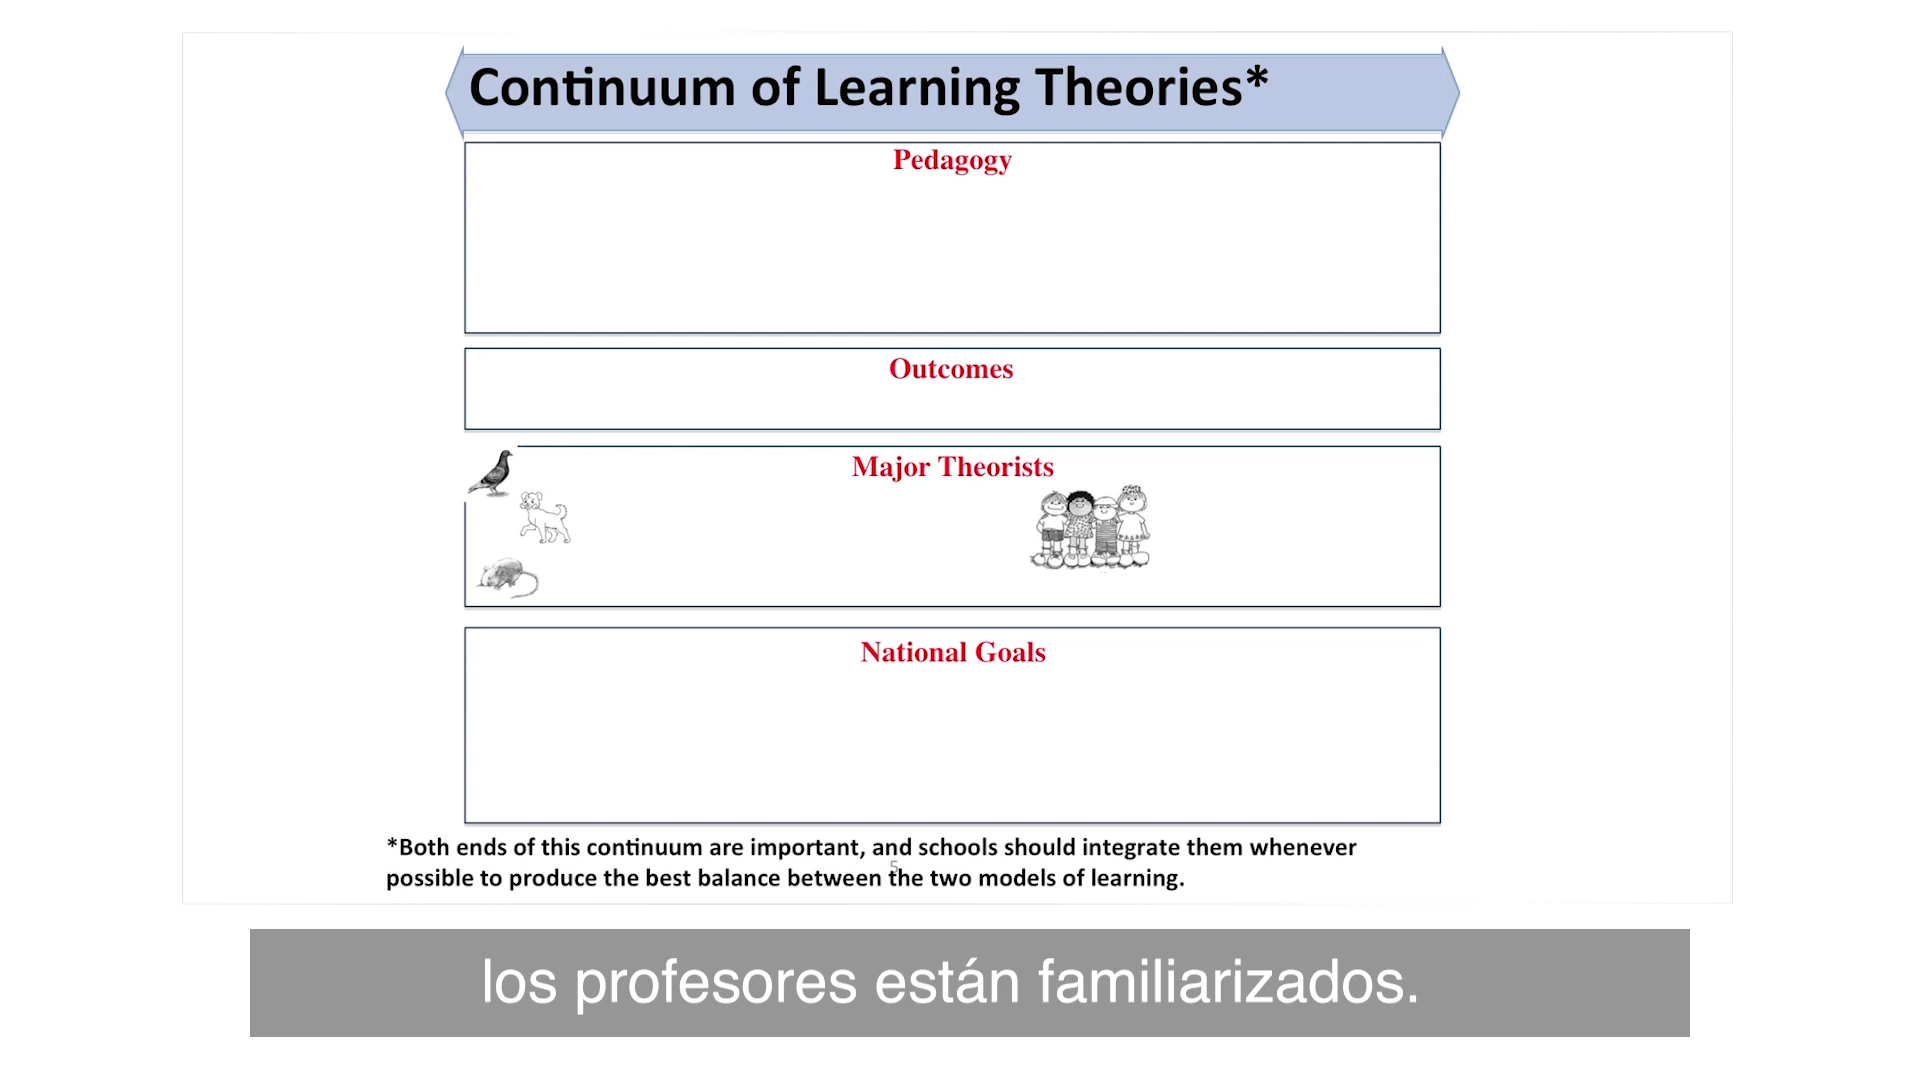 Continuum of Learning Theories*
Pedagogy
Outcomes
Major Theorists
National Goals
*Both ends of this continuum are important, and schools should integrate them whenever
possible to produce the best balance between the two models of learning.
5
los profesores están familiarizados.